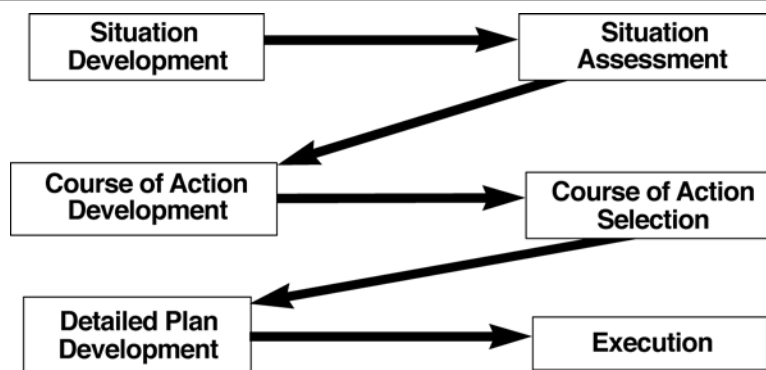 Situation
Development
Situation
Assessment
Course of Action
Development
Course of Action
Selection
Detailed Plan
Development
Execution